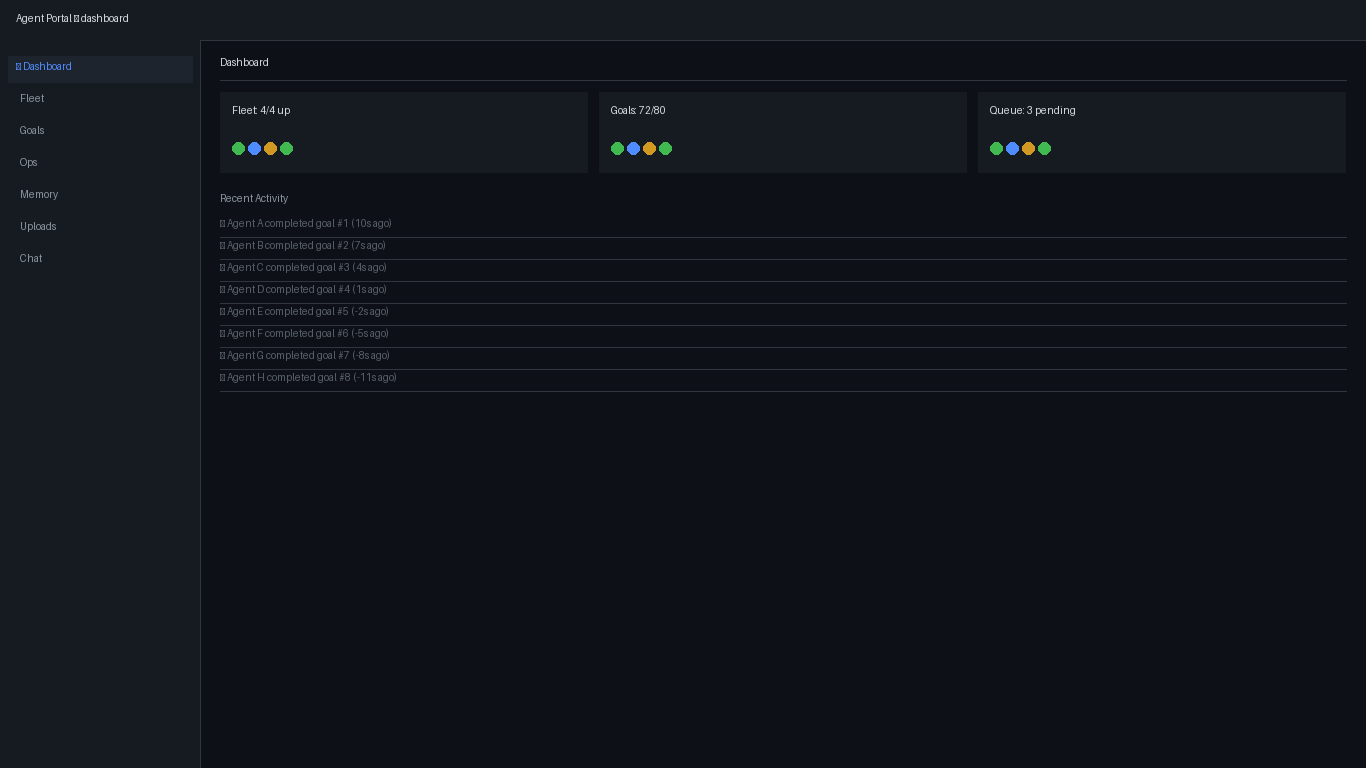 Agent Portal ▯ dashboard
▯ Dashboard
Fleet
Goals
Ops
Memory
Uploads
Chat
Dashboard
Fleet: 4/4 up
Goals: 72/80
Queue: 3 pending
Recent Activity
▯ Agent A completed goal #1 (10s ago)
▯ Agent B completed goal #2 (7s ago)
▯ Agent C completed goal #3 (4s ago)
▯ Agent D completed goal #4 (1s ago)
▯ Agent E completed goal #5 (-2s ago)
▯ Agent F completed goal #6 (-5s ago)
▯ Agent G completed goal #7 (-8s ago)
▯ Agent H completed goal #8 (-11s ago)